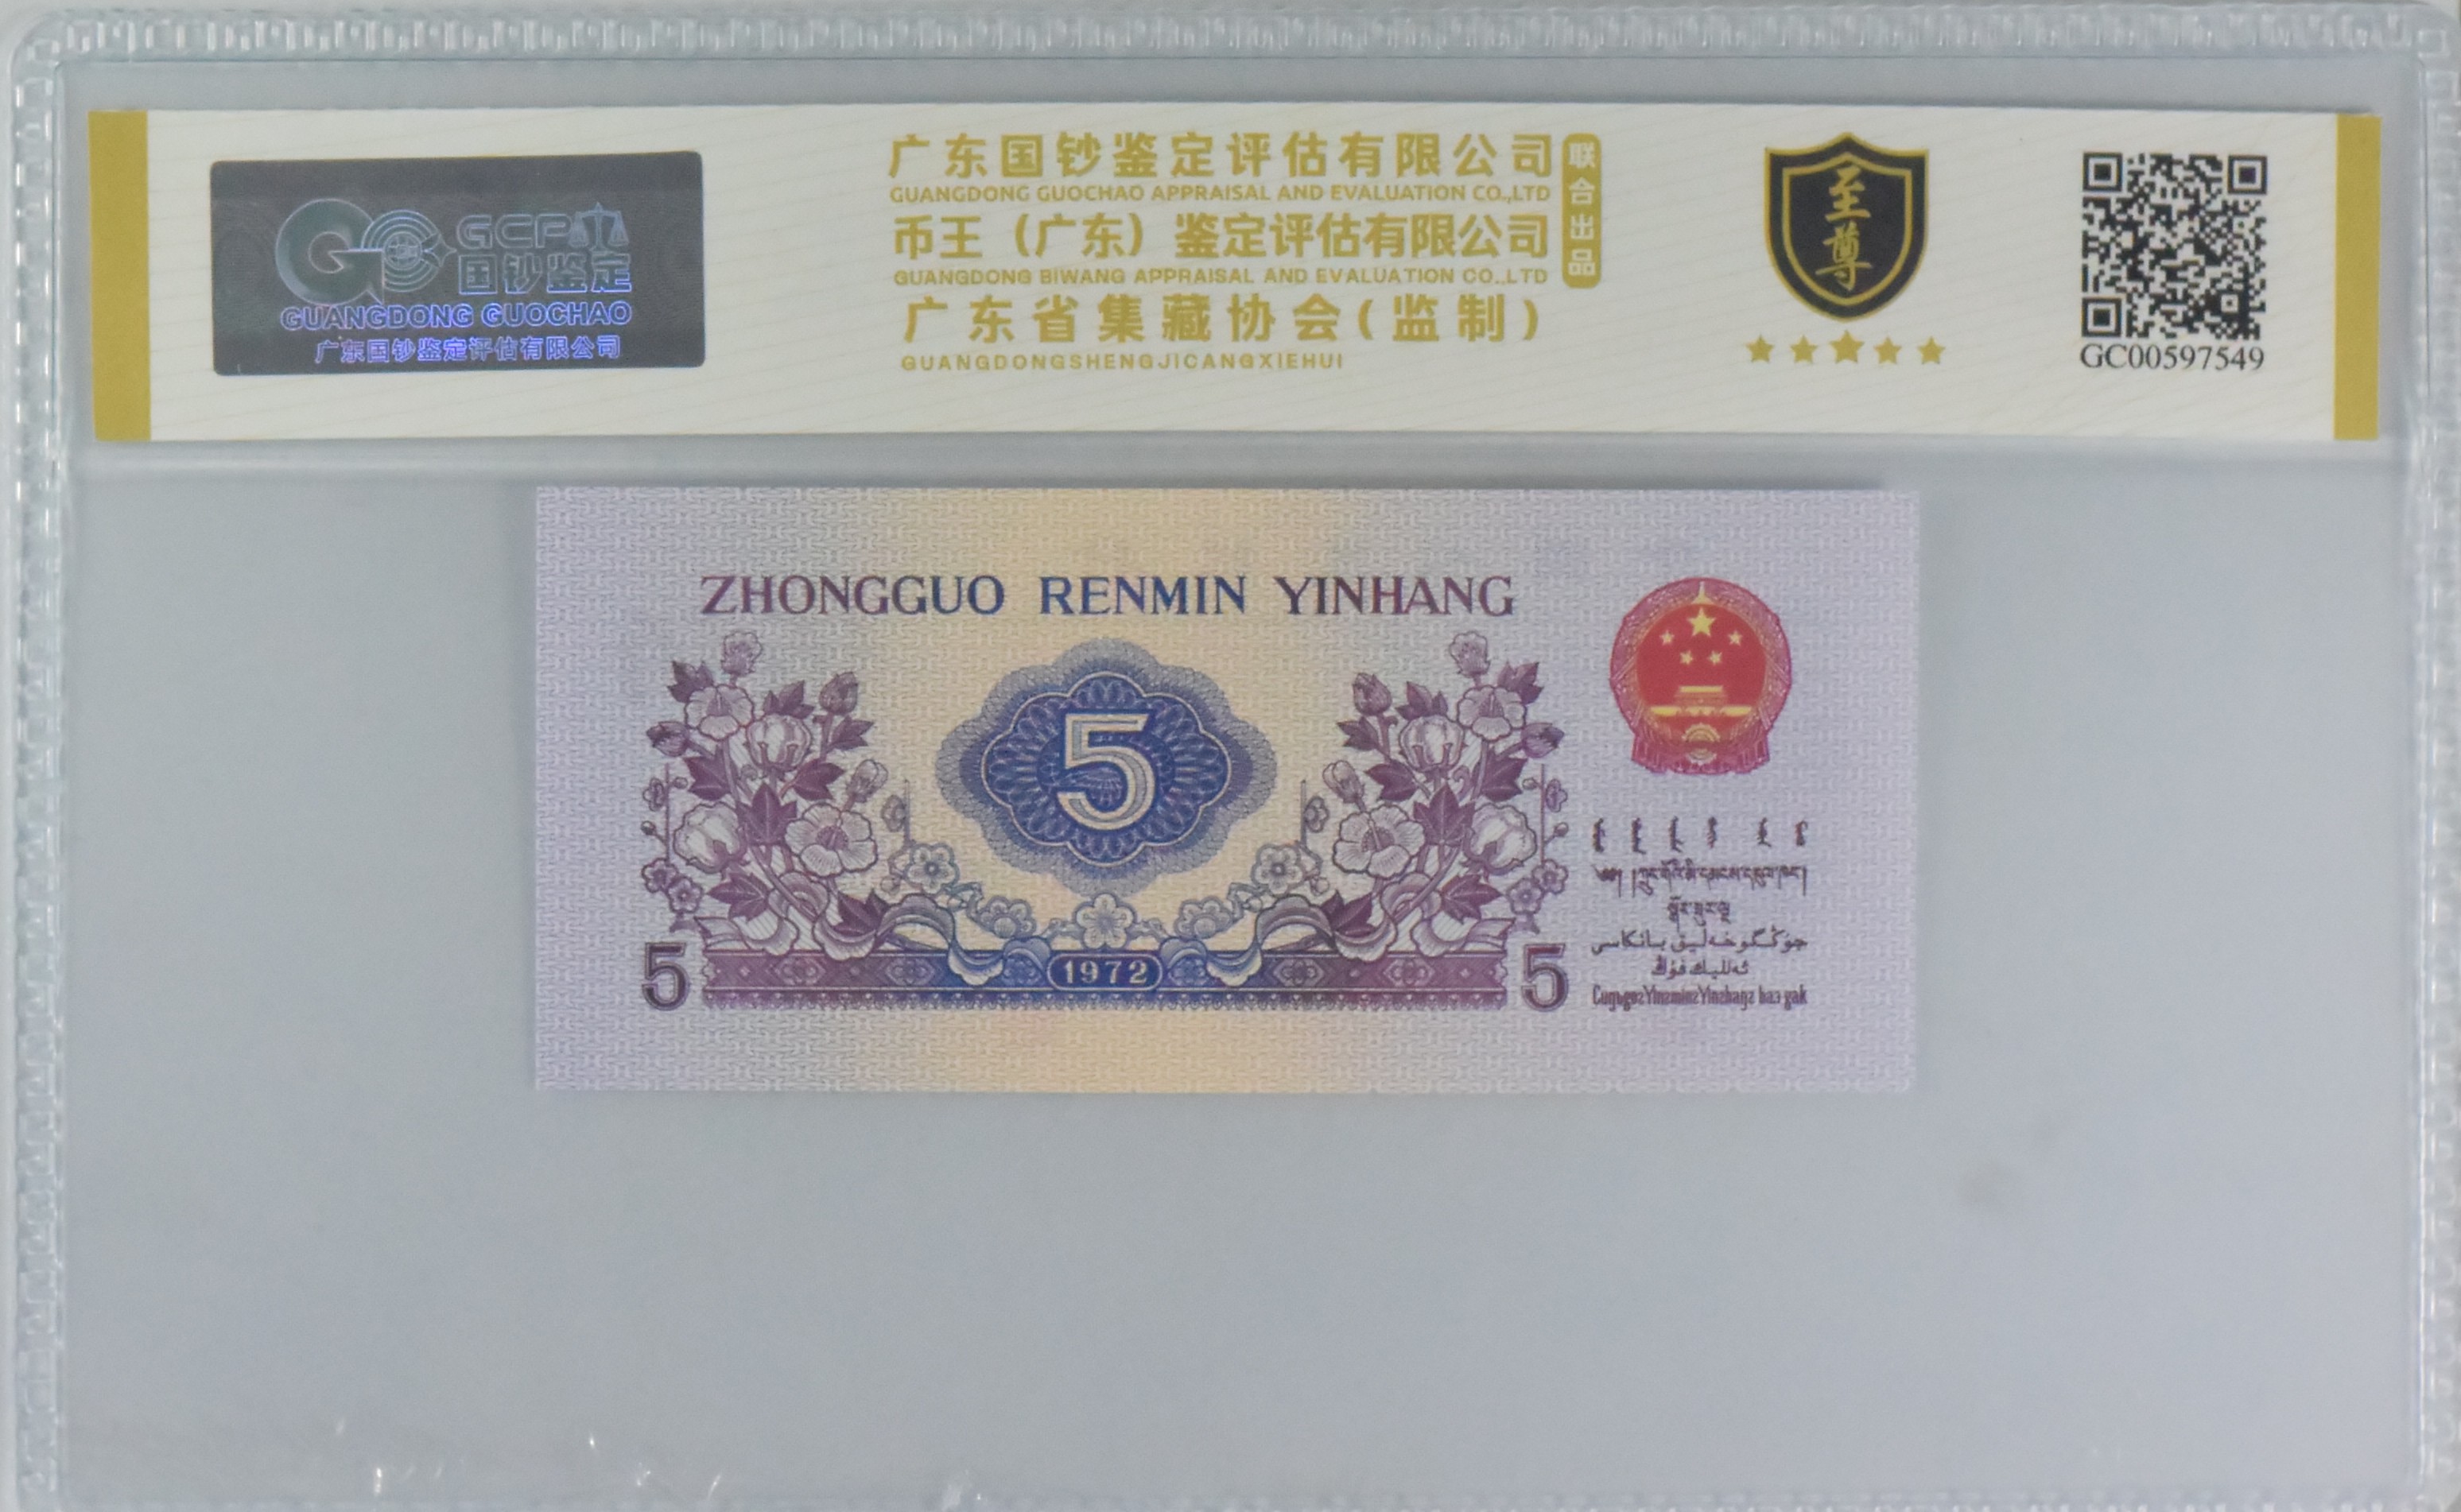 GCP
国钞鉴定
GUANGDONG GUOCHAO
广东国钞鉴定评估有限公司
广东国钞鉴定评估有限公司
GUANGDONG GUOCHAO APPRAISAL AND EVALUATION CO.,LTD
币王（广东）鉴定评估有限公司
GUANGDONG BIWANG APPRAISAL AND EVALUATION CO.,LTD
联合出品
广东省集藏协会(监制)
GUANGDONGSHENGJICANGXIEHUI
至尊
GC00597549
ZHONGGUO RENMIN YINHANG
5
5
1972
5
جۇڭگو خەلىق بانكاسى